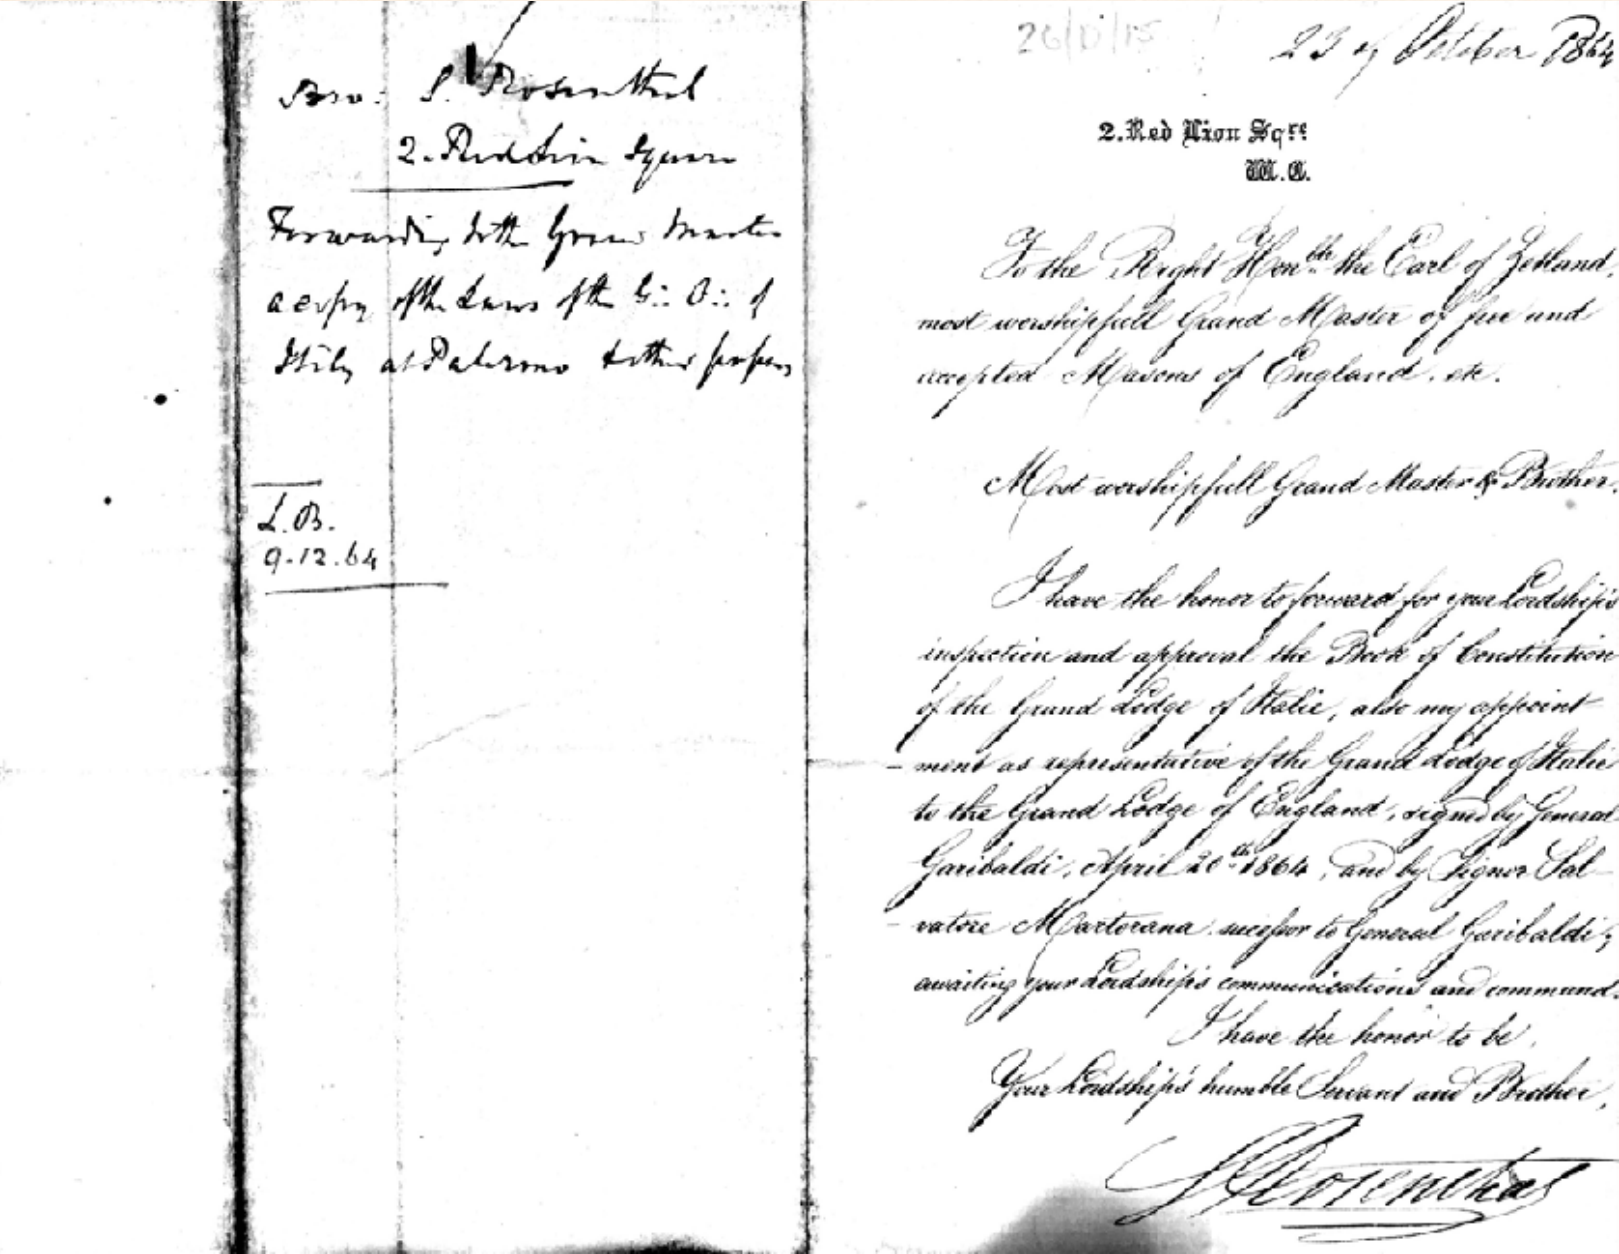 Bro: S. Rosenthal
2. Red Lion Square
Forwarding to the Grand Master
a copy of the Laws of the G∴ O∴ of
Italy at Palermo & other papers
L.B.
9.12.64
23 of October 1864
2. Red Lion Sqre
W.C.
To the Right Honble the Earl of Zetland,
most worshipfull Grand Master of free and
accepted Masons of England. etc.
Most worshipfull Grand Master & Brother.
I have the honor to forward for your Lordship's
inspection and approval the Book of Constitution
of the Grand Lodge of Italie, also my appoint
- ment as representative of the Grand Lodge of Italie
to the Grand Lodge of England, signed by General
Garibaldi, April 20th 1864, and by Signor Sal-
- vatore Martorana successor to General Garibaldi;
awaiting your Lordship's communications and command.
I have the honor to be,
Your Lordship's humble Servant and Brother,
S Rosenthal